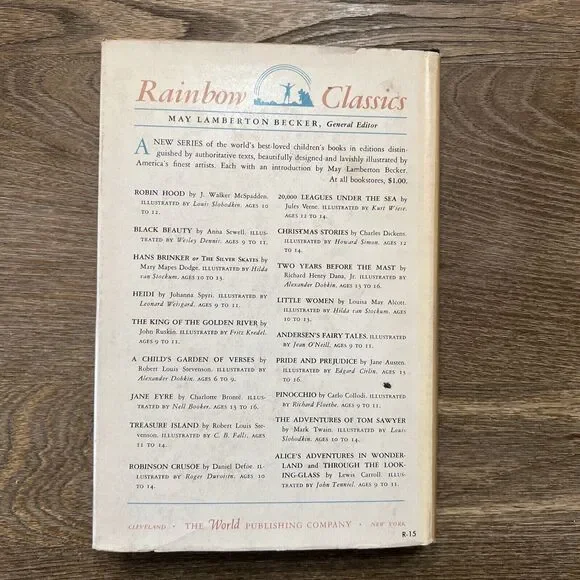 Rainbow Classics
MAY LAMBERTON BECKER, General Editor
A NEW SERIES of the world's best-loved children's books in editions distin-
guished by authoritative texts, beautifully designed and lavishly illustrated by
America's finest artists. Each with an introduction by May Lamberton Becker.
At all bookstores, $1.00.
ROBIN HOOD by J. Walker McSpadden.
ILLUSTRATED BY Louis Slobodkin. AGES 10
TO 12.
BLACK BEAUTY by Anna Sewell. ILLUS-
TRATED BY Wesley Dennis. AGES 9 TO 11.
HANS BRINKER or THE SILVER SKATES by
Mary Mapes Dodge. ILLUSTRATED BY Hilda
van Stockum. AGES 10 TO 13.
HEIDI by Johanna Spyri. ILLUSTRATED BY
Leonard Weisgard. AGES 9 TO 11.
THE KING OF THE GOLDEN RIVER by
John Ruskin. ILLUSTRATED BY Fritz Kredel.
AGES 9 TO 11.
A CHILD'S GARDEN OF VERSES by
Robert Louis Stevenson. ILLUSTRATED BY
Alexander Dobkin. AGES 6 TO 9.
JANE EYRE by Charlotte Brontë. ILLUS-
TRATED BY Nell Booker. AGES 13 TO 16.
TREASURE ISLAND by Robert Louis Ste-
venson. ILLUSTRATED BY C. B. Falls. AGES
11 TO 14.
ROBINSON CRUSOE by Daniel Defoe. IL-
LUSTRATED BY Roger Duvoisin. AGES 10
TO 14.
20,000 LEAGUES UNDER THE SEA by
Jules Verne. ILLUSTRATED BY Kurt Wiese.
AGES 12 TO 14.
CHRISTMAS STORIES by Charles Dickens.
ILLUSTRATED BY Howard Simon. AGES 12
TO 14.
TWO YEARS BEFORE THE MAST by
Richard Henry Dana, Jr. ILLUSTRATED BY
Alexander Dobkin. AGES 13 TO 16.
LITTLE WOMEN by Louisa May Alcott.
ILLUSTRATED BY Hilda van Stockum. AGES
10 TO 13.
ANDERSEN'S FAIRY TALES. ILLUSTRATED
BY Jean O'Neill. AGES 9 TO 11.
PRIDE AND PREJUDICE by Jane Austen.
ILLUSTRATED BY Edgard Cirlin. AGES 13
TO 16.
PINOCCHIO by Carlo Collodi. ILLUSTRATED
BY Richard Floethe. AGES 9 TO 11.
THE ADVENTURES OF TOM SAWYER
by Mark Twain. ILLUSTRATED BY Louis
Slobodkin. AGES 10 TO 14.
ALICE'S ADVENTURES IN WONDER-
LAND and THROUGH THE LOOK-
ING-GLASS by Lewis Carroll. ILLUS-
TRATED BY John Tenniel. AGES 9 TO 11.
CLEVELAND · THE World PUBLISHING COMPANY · NEW YORK
R-15